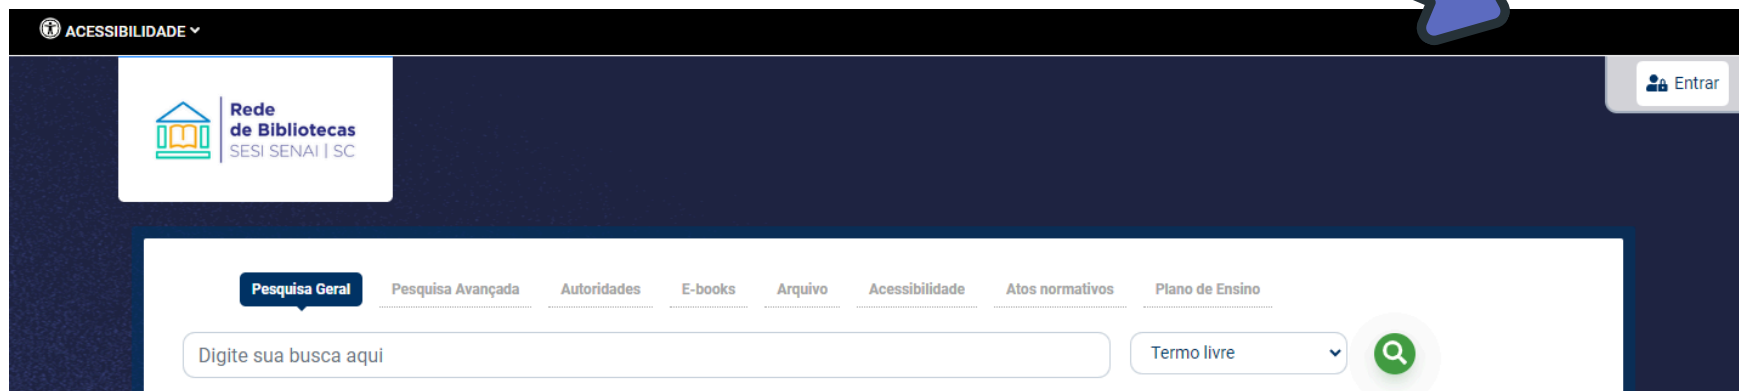 ACESSIBILIDADE
Entrar
Rede
de Bibliotecas
SESI SENAI | SC
Pesquisa Geral Pesquisa Avançada Autoridades E-books Arquivo Acessibilidade Atos normativos Plano de Ensino
Digite sua busca aqui Termo livre